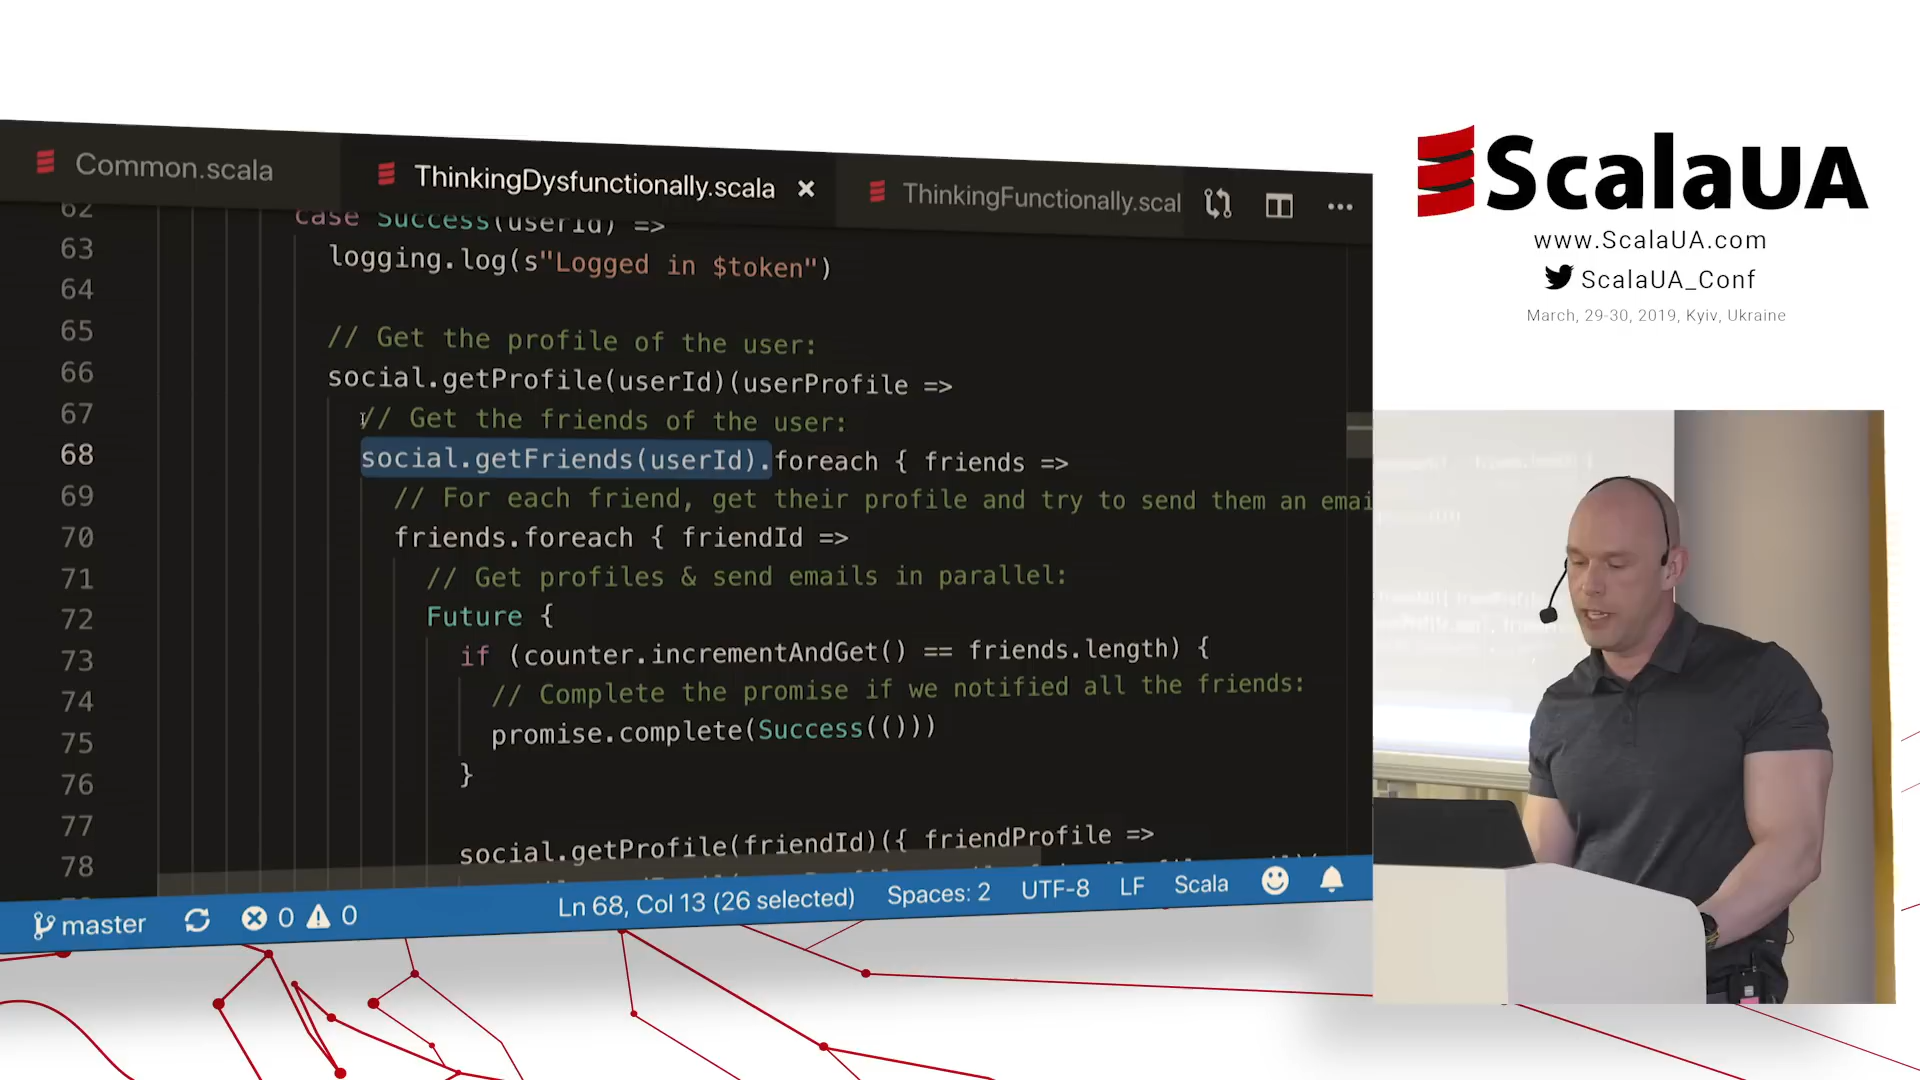 Common.scala
ThinkingDysfunctionally.scala
ThinkingFunctionally.scal
62 case Success(userId) =>
63 logging.log(s"Logged in $token")
64
65 // Get the profile of the user:
66 social.getProfile(userId)(userProfile =>
67 // Get the friends of the user:
68 social.getFriends(userId).foreach { friends =>
69 // For each friend, get their profile and try to send them an emai
70 friends.foreach { friendId =>
71 // Get profiles & send emails in parallel:
72 Future {
73 if (counter.incrementAndGet() == friends.length) {
74 // Complete the promise if we notified all the friends:
75 promise.complete(Success(()))
76 }
77
78 social.getProfile(friendId)({ friendProfile =>
master 0 0 Ln 68, Col 13 (26 selected) Spaces: 2 UTF-8 LF Scala
ScalaUA
www.ScalaUA.com
ScalaUA_Conf
March, 29-30, 2019, Kyiv, Ukraine